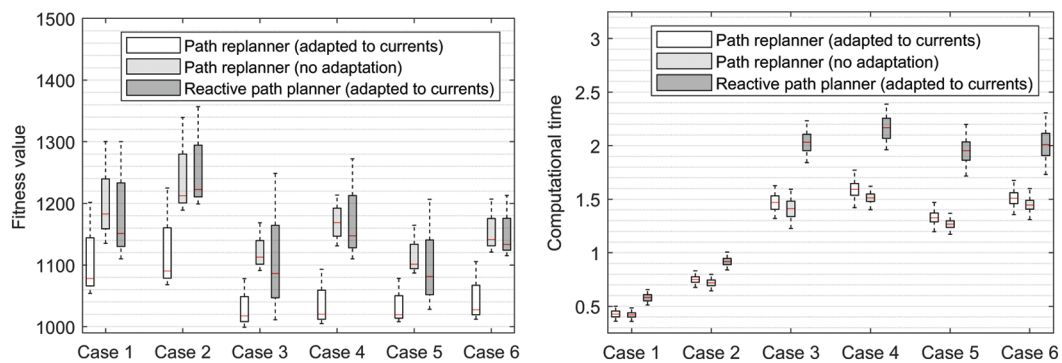 Fitness value
1500
1400
1300
1200
1100
1000
Path replanner (adapted to currents)
Path replanner (no adaptation)
Reactive path planner (adapted to currents)
Case 1 Case 2 Case 3 Case 4 Case 5 Case 6
Computational time
3
2.5
2
1.5
1
0.5
Path replanner (adapted to currents)
Path replanner (no adaptation)
Reactive path planner (adapted to currents)
Case 1 Case 2 Case 3 Case 4 Case 5 Case 6